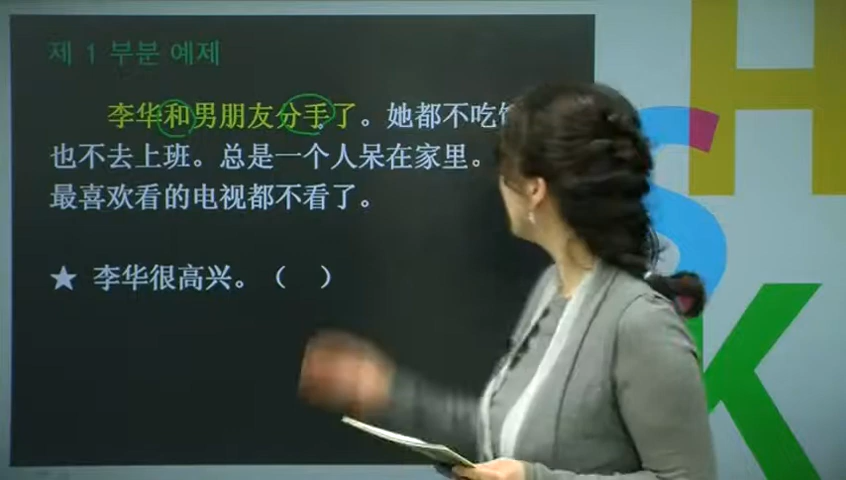 제 1 부분 예제
李华和男朋友分手了。她都不吃
也不去上班。总是一个人呆在家里。
最喜欢看的电视都不看了。
★ 李华很高兴。（ ）
H
S
K